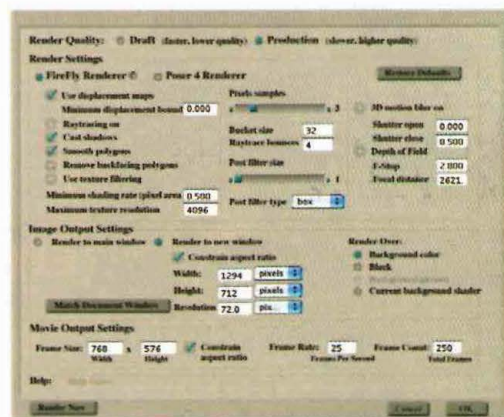 Render Quality: Draft (faster, lower quality) Production (slower, higher quality)
Render Settings
FireFly Renderer © Poser 4 Renderer Restore Defaults
Use displacement maps
Minimum displacement bound 0.000
Raytracing on
Cast shadows
Smooth polygons
Remove backfacing polygons
Use texture filtering
Minimum shading rate (pixel area 0.500
Maximum texture resolution 4096
Pixels samples
3
Bucket size 32
Raytrace bounces 4
Post filter size
1
Post filter type box
3D motion blur on
Shutter open 0.000
Shutter close 0.500
Depth of Field
F-Stop 2.800
Focal distance 2621.
Image Output Settings
Render to main window Render to new window
Constrain aspect ratio
Width: 1294 pixels
Height: 712 pixels
Match Document Window Resolution 72.0 pix...
Render Over:
Background color
Black
Current background shader
Movie Output Settings
Frame Size: 768 x 576 Constrain aspect ratio Frame Rate: 25 Frame Count: 250
Width Height Frames Per Second Total Frames
Help:
Render Now Cancel OK